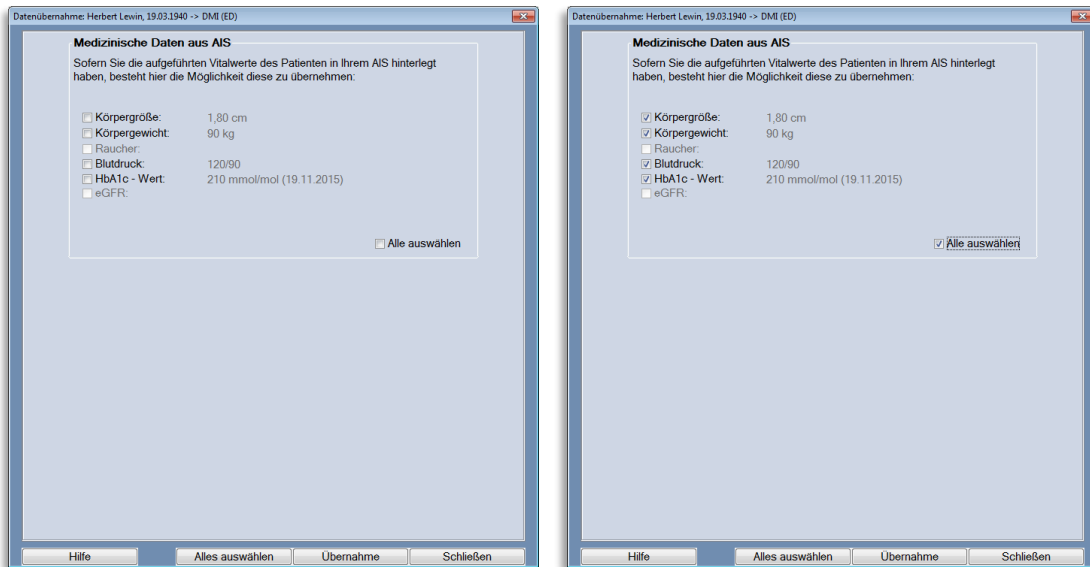 Datenübernahme: Herbert Lewin, 19.03.1940 -> DMI (ED)
Medizinische Daten aus AIS
Sofern Sie die aufgeführten Vitalwerte des Patienten in Ihrem AIS hinterlegt
haben, besteht hier die Möglichkeit diese zu übernehmen:
Körpergröße: 1,80 cm
Körpergewicht: 90 kg
Raucher:
Blutdruck: 120/90
HbA1c - Wert: 210 mmol/mol (19.11.2015)
eGFR:
Alle auswählen
Hilfe Alles auswählen Übernahme Schließen
Datenübernahme: Herbert Lewin, 19.03.1940 -> DMI (ED)
Medizinische Daten aus AIS
Sofern Sie die aufgeführten Vitalwerte des Patienten in Ihrem AIS hinterlegt
haben, besteht hier die Möglichkeit diese zu übernehmen:
Körpergröße: 1,80 cm
Körpergewicht: 90 kg
Raucher:
Blutdruck: 120/90
HbA1c - Wert: 210 mmol/mol (19.11.2015)
eGFR:
Alle auswählen
Hilfe Alles auswählen Übernahme Schließen